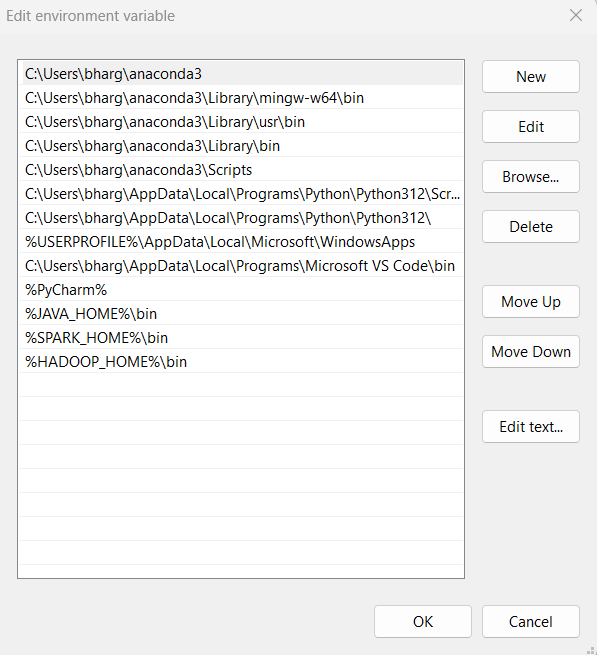 Edit environment variable
C:\Users\bharg\anaconda3
New
C:\Users\bharg\anaconda3\Library\mingw-w64\bin
C:\Users\bharg\anaconda3\Library\usr\bin
Edit
C:\Users\bharg\anaconda3\Library\bin
C:\Users\bharg\anaconda3\Scripts
Browse...
C:\Users\bharg\AppData\Local\Programs\Python\Python312\Scr...
C:\Users\bharg\AppData\Local\Programs\Python\Python312\
Delete
%USERPROFILE%\AppData\Local\Microsoft\WindowsApps
C:\Users\bharg\AppData\Local\Programs\Microsoft VS Code\bin
%PyCharm%
Move Up
%JAVA_HOME%\bin
%SPARK_HOME%\bin
Move Down
%HADOOP_HOME%\bin
Edit text...
OK
Cancel